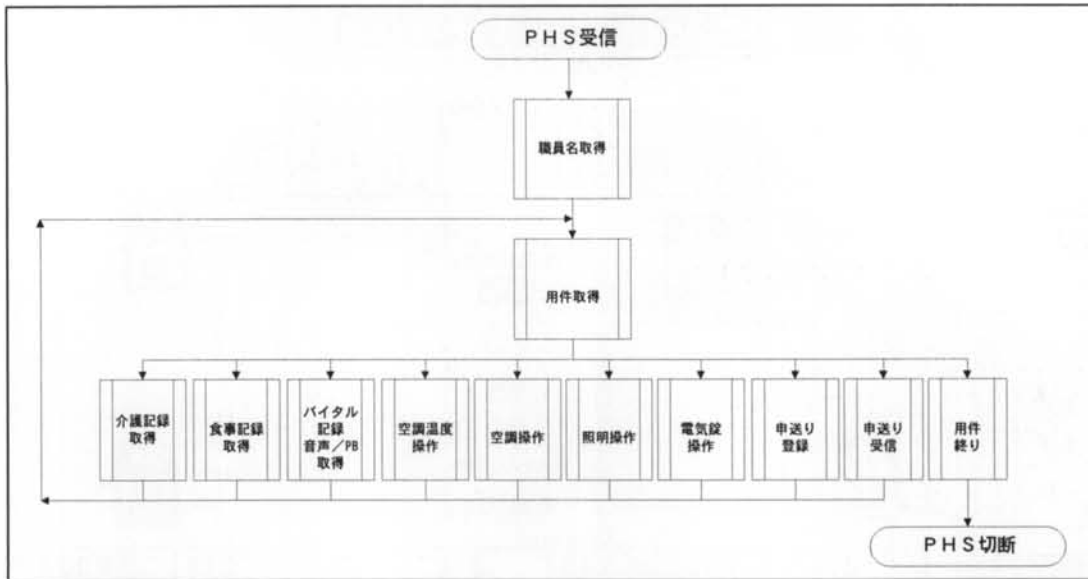 ＰＨＳ受信
職員名取得
用件取得
介護記録
取得
食事記録
取得
バイタル
記録
音声／PB
取得
空調温度
操作
空調操作
照明操作
電気錠
操作
申送り
登録
申送り
受信
用件
終り
ＰＨＳ切断